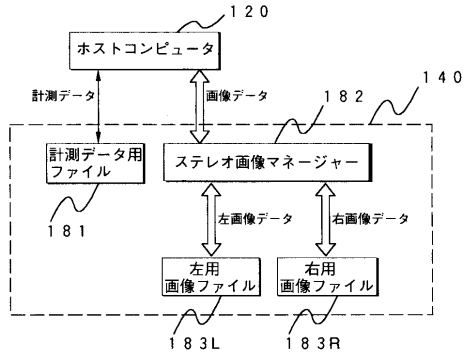 120
ホストコンピュータ
計測データ
画像データ
182
140
計測データ用
ファイル
ステレオ画像マネージャー
181
左画像データ
右画像データ
左用
画像ファイル
右用
画像ファイル
183L
183R